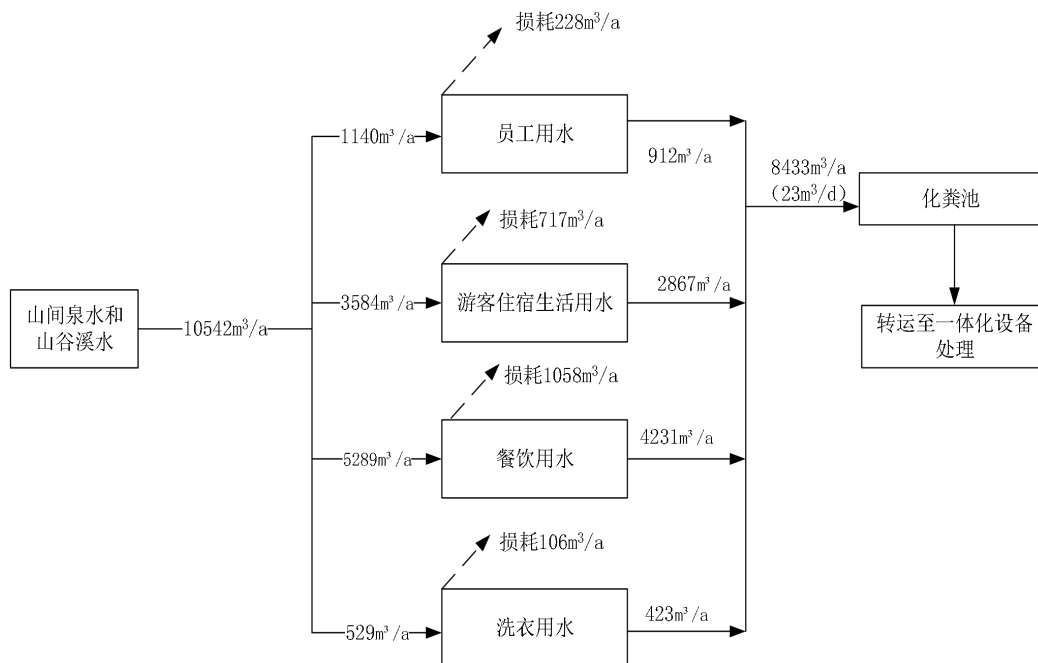 损耗228m³/a
1140m³/a
员工用水
912m³/a
8433m³/a
（23m³/d）
化粪池
损耗717m³/a
3584m³/a
游客住宿生活用水
2867m³/a
山间泉水和
山谷溪水
10542m³/a
转运至一体化设备
处理
损耗1058m³/a
5289m³/a
餐饮用水
4231m³/a
损耗106m³/a
529m³/a
洗衣用水
423m³/a